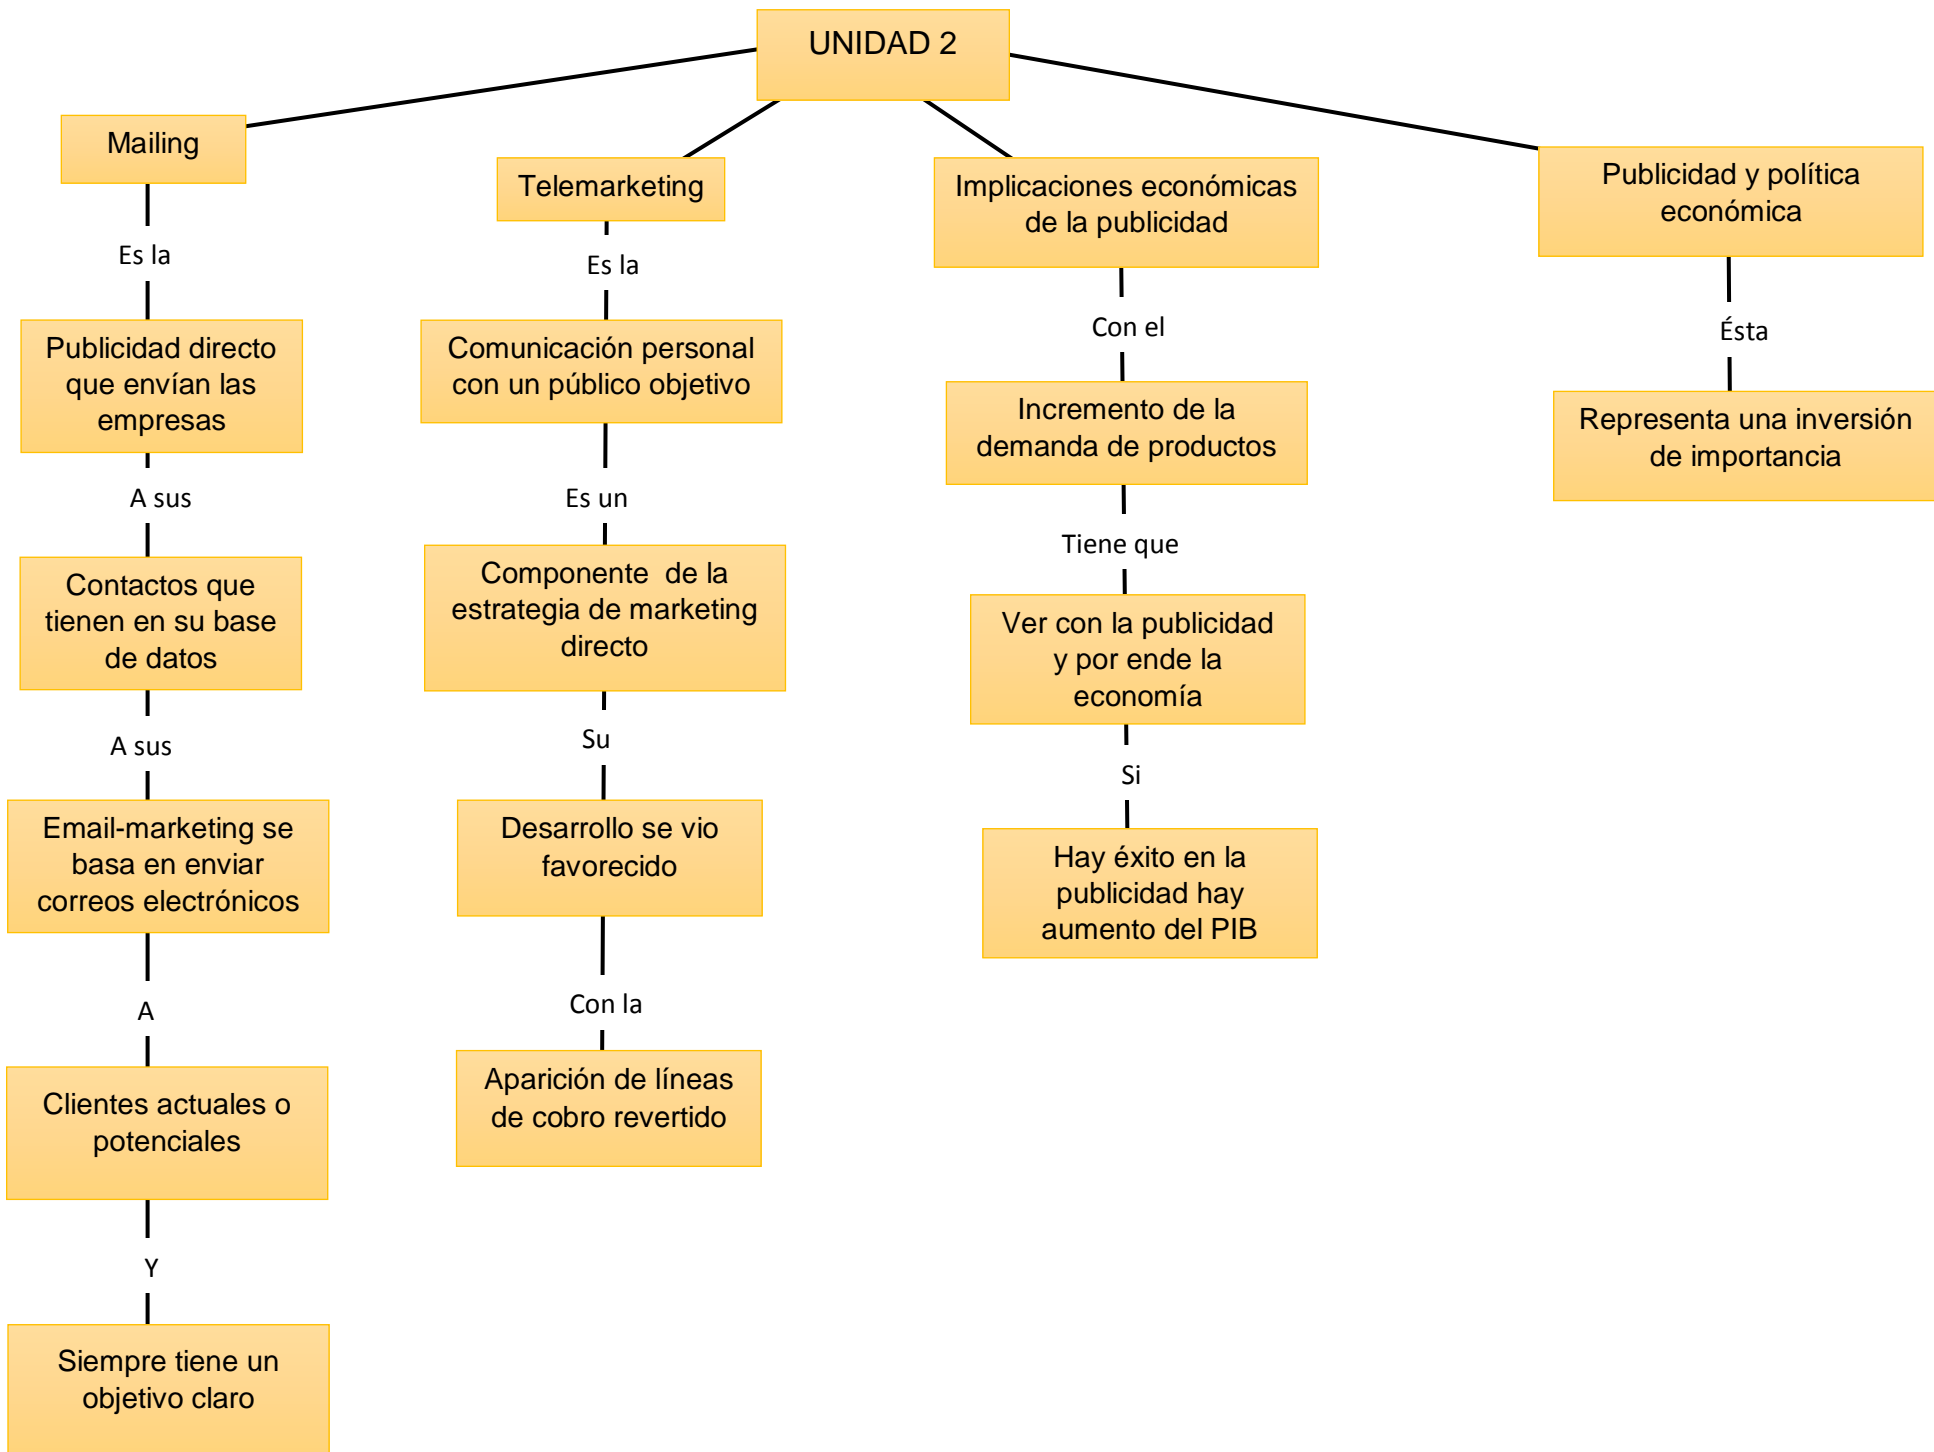 UNIDAD 2
Mailing
Es la
Publicidad directo
que envían las
empresas
A sus
Contactos que
tienen en su base
de datos
A sus
Email-marketing se
basa en enviar
correos electrónicos
A
Clientes actuales o
potenciales
Y
Siempre tiene un
objetivo claro
Telemarketing
Es la
Comunicación personal
con un público objetivo
Es un
Componente  de la
estrategia de marketing
directo
Su
Desarrollo se vio
favorecido
Con la
Aparición de líneas
de cobro revertido
Implicaciones económicas
de la publicidad
Con el
Incremento de la
demanda de productos
Tiene que
Ver con la publicidad
y por ende la
economía
Si
Hay éxito en la
publicidad hay
aumento del PIB
Publicidad y política
económica
Ésta
Representa una inversión
de importancia